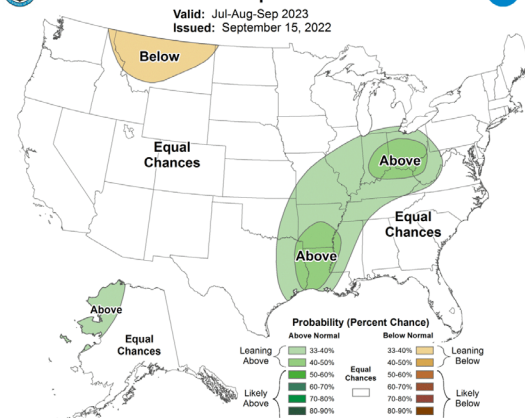 Valid: Jul-Aug-Sep 2023
Issued: September 15, 2022
Below
Equal
Chances
Above
Equal
Chances
Above
Above
Equal
Chances
Probability (Percent Chance)
Above Normal
Below Normal
Leaning
Above
33-40%
40-50%
50-60%
60-70%
70-80%
80-90%
Likely
Above
Equal
Chances
33-40%
40-50%
50-60%
60-70%
70-80%
80-90%
Leaning
Below
Likely
Below